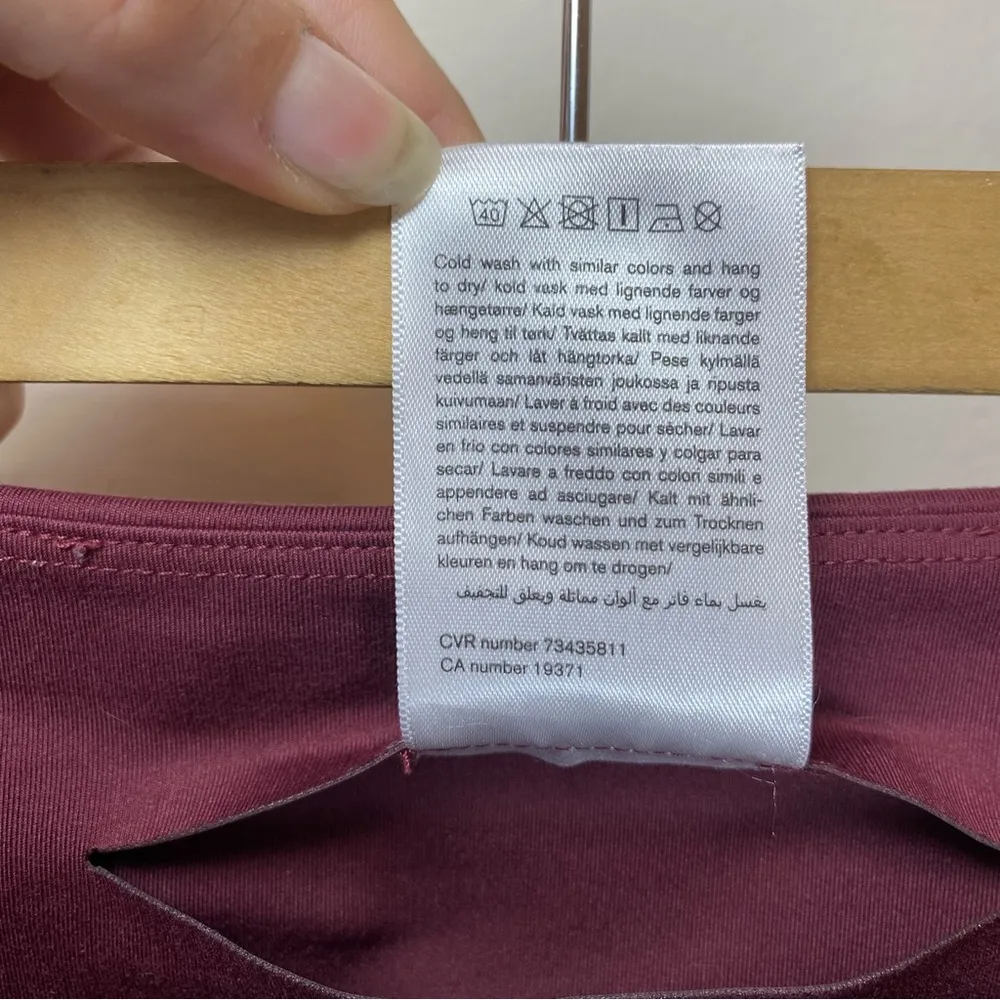 40
Cold wash with similar colors and hang
to dry/ kold vask med lignende farver og
hængetørre/ Kald vask med lignende farger
og heng til tørk/ Tvättas kallt med liknande
färger och låt hängtorka/ Pese kylmällä
vedellä samanväristen joukossa ja ripusta
kuivumaan/ Laver à froid avec des couleurs
similaires et suspendre pour sécher/ Lavar
en frio con colores similares y colgar para
secar/ Lavare a freddo con colori simili e
appendere ad asciugare/ Kalt mit ähnli-
chen Farben waschen und zum Trocknen
aufhängen/ Koud wassen met vergelijkbare
kleuren en hang om te drogen/
يغسل بماء فاتر مع ألوان مماثلة ويعلق للتجفيف
CVR number 73435811
CA number 19371